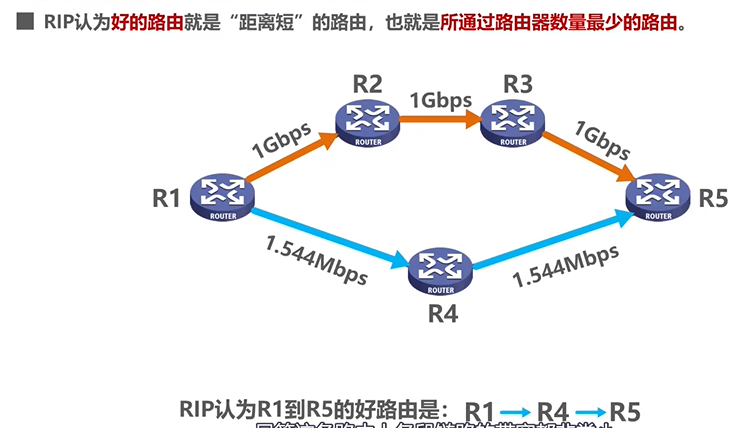 RIP认为好的路由就是“距离短”的路由，也就是所通过路由器数量最少的路由。
R2
R3
1Gbps
ROUTER
ROUTER
1Gbps
1Gbps
R1
ROUTER
ROUTER
R5
1.544Mbps
1.544Mbps
ROUTER
R4
RIP认为R1到R5的好路由是：R1 → R4 → R5